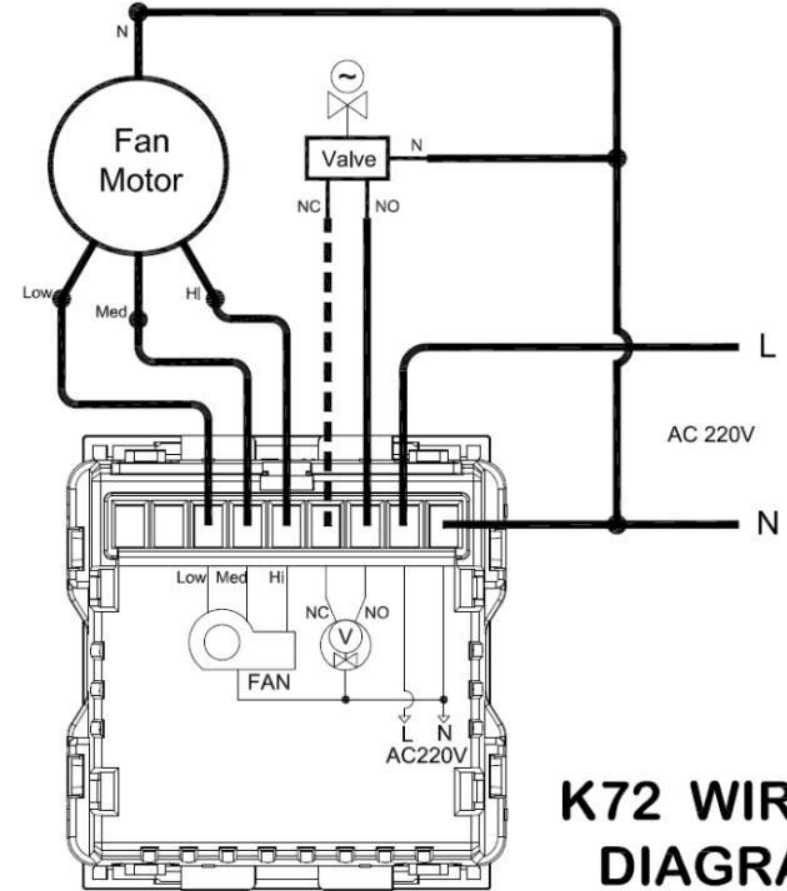 N
Fan
Motor
~
Valve
N
NC
NO
Low
Med
HI
L
AC 220V
N
Low Med Hi
NC
NO
V
FAN
L N
AC220V
K72 WIR
DIAGRA